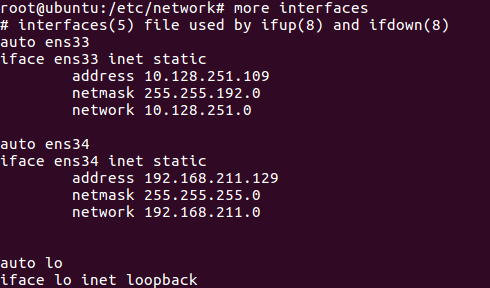 root@ubuntu:/etc/network# more interfaces
# interfaces(5) file used by ifup(8) and ifdown(8)
auto ens33
iface ens33 inet static
        address 10.128.251.109
        netmask 255.255.192.0
        network 10.128.251.0
auto ens34
iface ens34 inet static
        address 192.168.211.129
        netmask 255.255.255.0
        network 192.168.211.0
auto lo
iface lo inet loopback